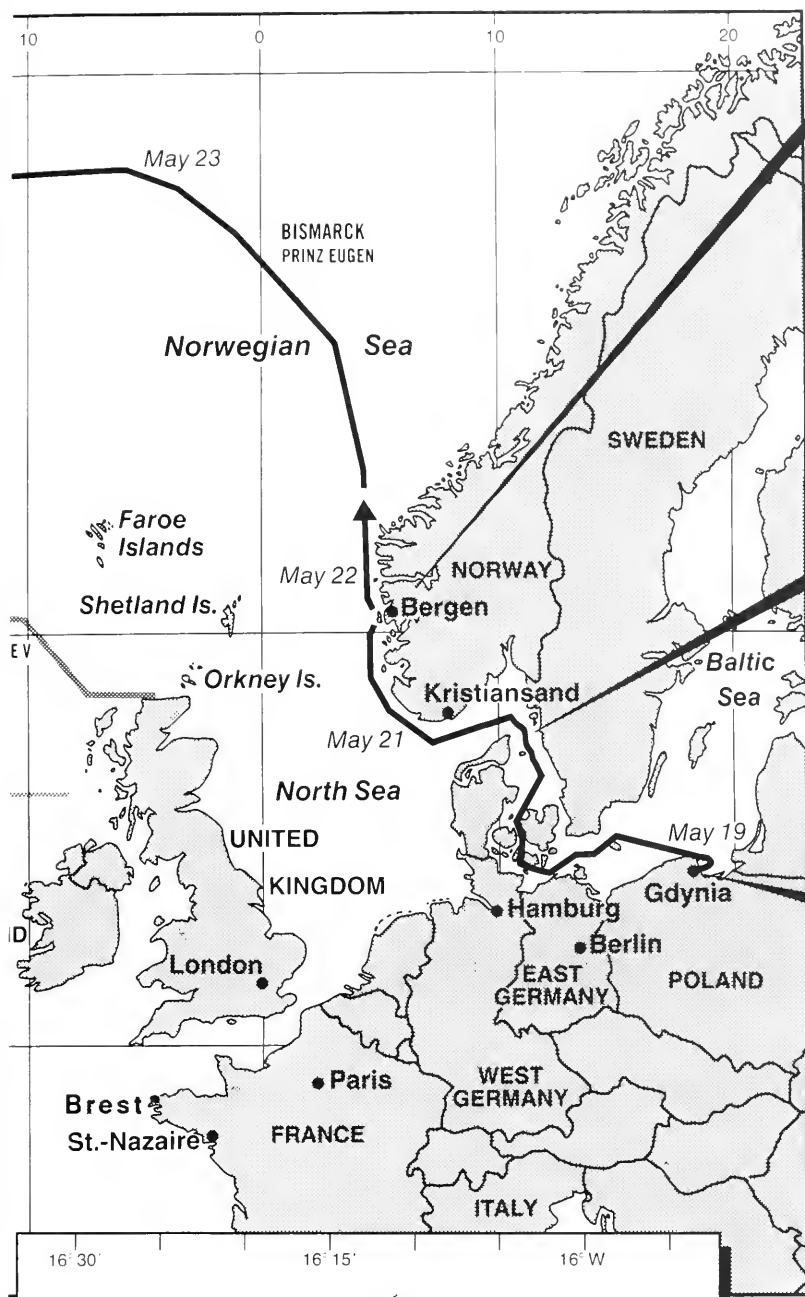 10 0 10 20
May 23
BISMARCK
PRINZ EUGEN
Norwegian Sea
SWEDEN
Faroe
Islands
May 22
NORWAY
Shetland Is.
Bergen
EV
Baltic
Sea
Orkney Is.
Kristiansand
May 21
North Sea
UNITED
KINGDOM
May 19
Gdynia
Hamburg
D
Berlin
London
EAST
GERMANY
POLAND
Paris
WEST
GERMANY
Brest
St.-Nazaire
FRANCE
ITALY
16° 30' 16° 15' 16° W